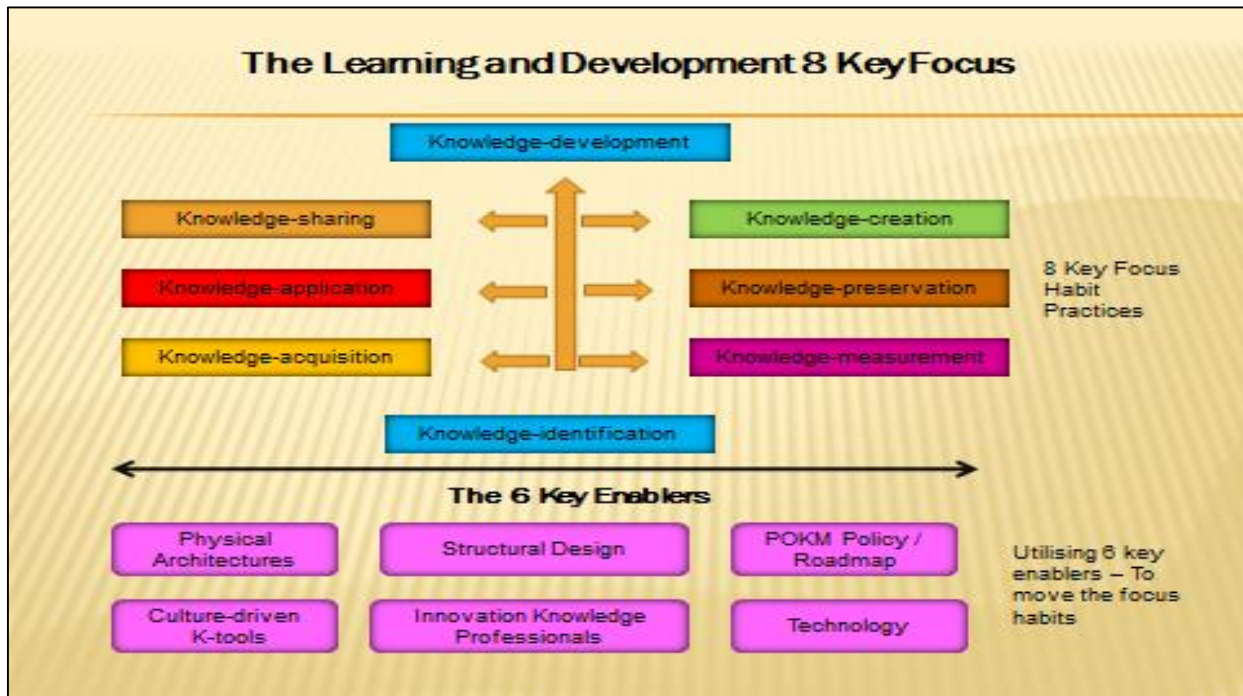 The Learning and Development 8 Key Focus
Knowledge-development
Knowledge-sharing
Knowledge-creation
Knowledge-application
Knowledge-preservation
8 Key Focus
Habit
Practices
Knowledge-acquisition
Knowledge-measurement
Knowledge-identification
The 6 Key Enablers
Physical
Architectures
Structural Design
POKM Policy /
Roadmap
Culture-driven
K-tools
Innovation Knowledge
Professionals
Technology
Utilising 6 key
enablers – To
move the focus
habits